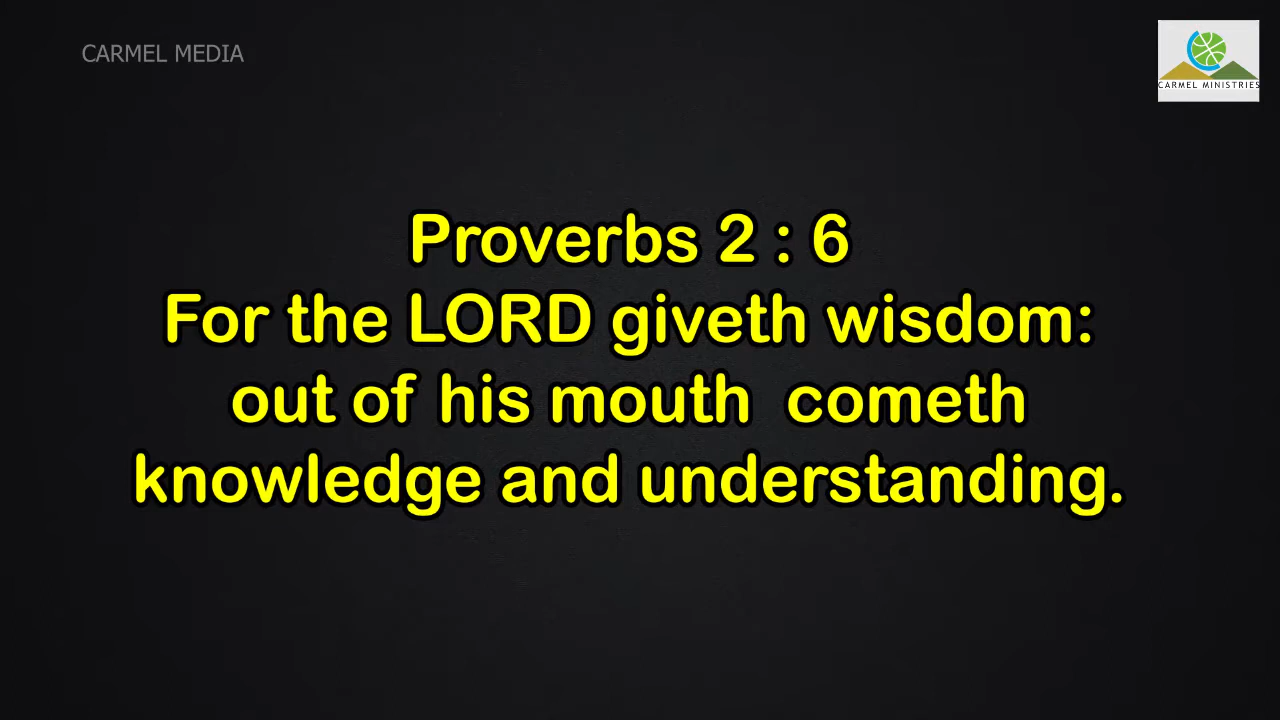 CARMEL MEDIA
CARMEL MINISTRIES
Proverbs 2 : 6
For the LORD giveth wisdom:
out of his mouth cometh
knowledge and understanding.